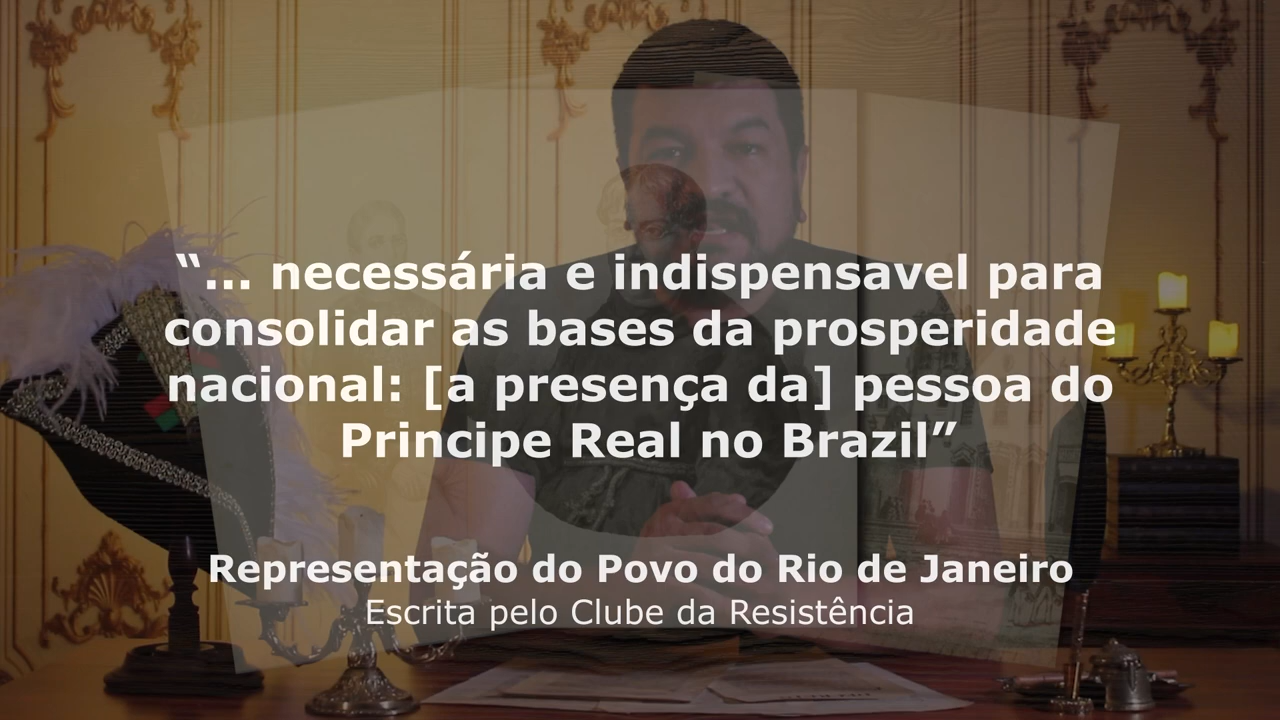 “... necessária e indispensavel para
consolidar as bases da prosperidade
nacional: [a presença da] pessoa do
Principe Real no Brazil”
Representação do Povo do Rio de Janeiro
Escrita pelo Clube da Resistência